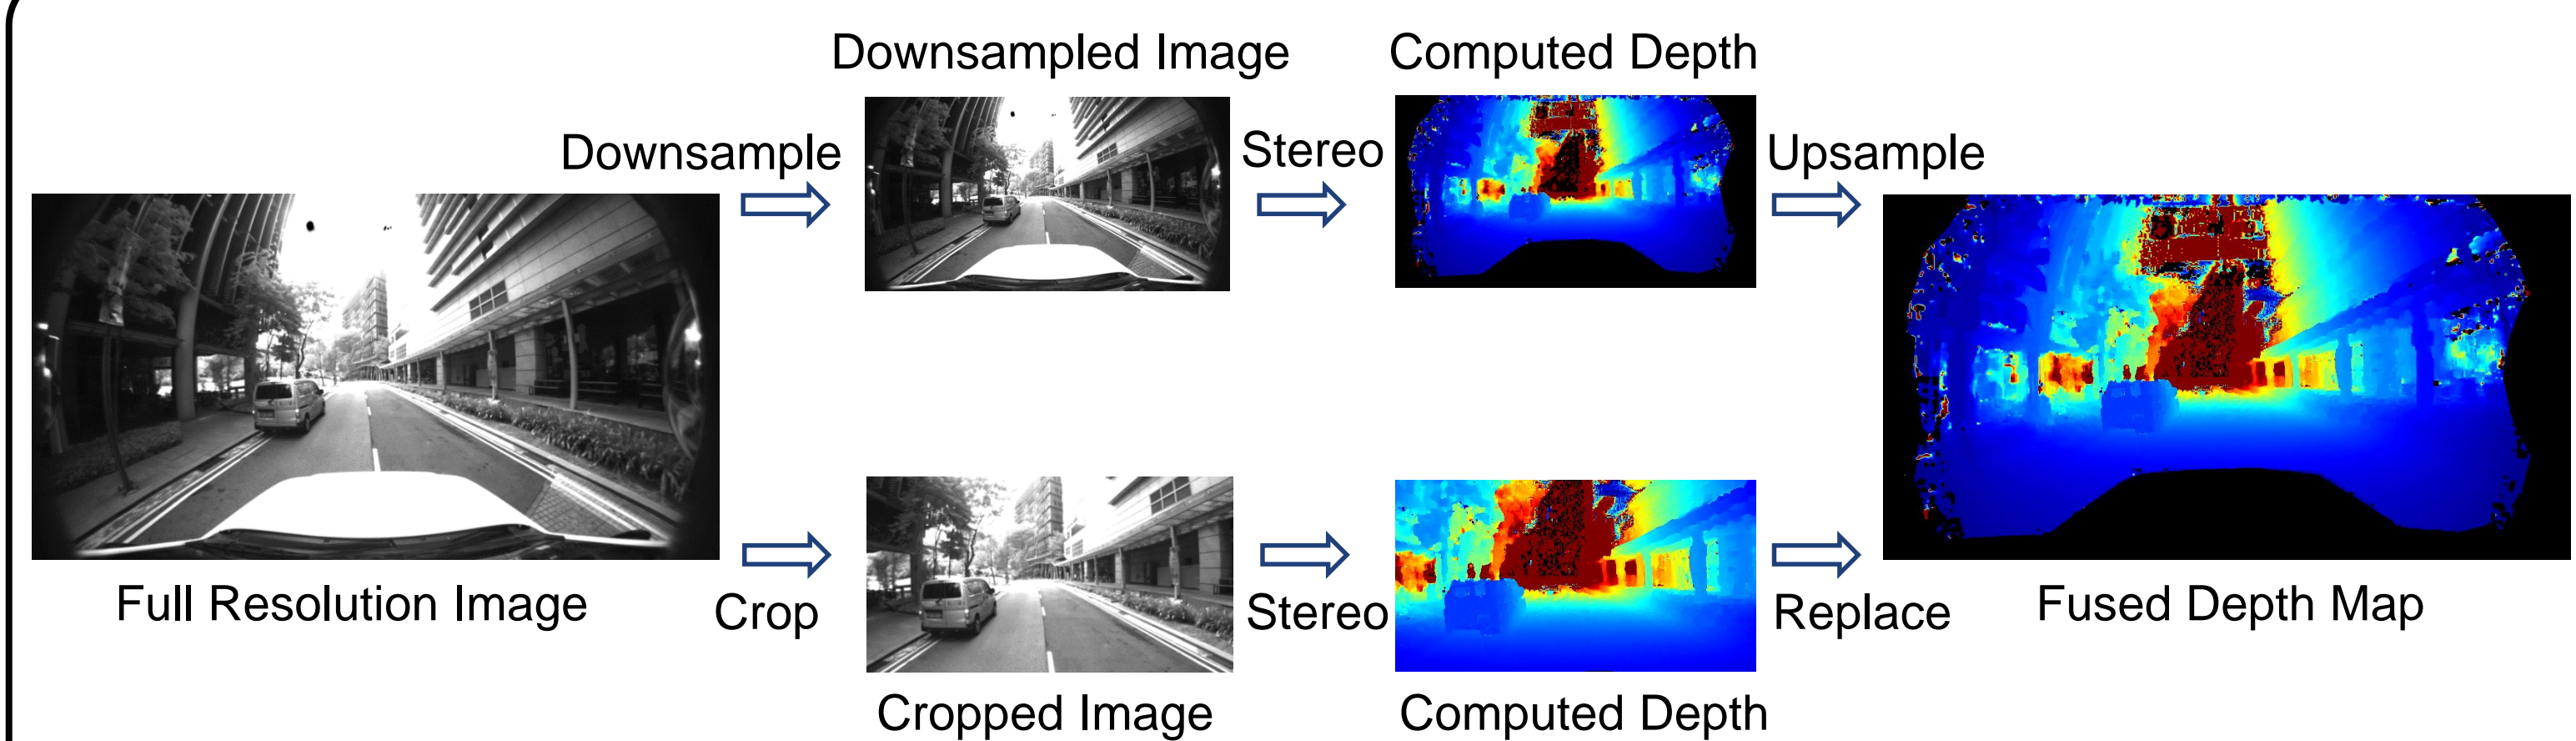 Downsampled Image
Computed Depth
Downsample
Stereo
Upsample
Full Resolution Image
Crop
Stereo
Replace
Fused Depth Map
Cropped Image
Computed Depth